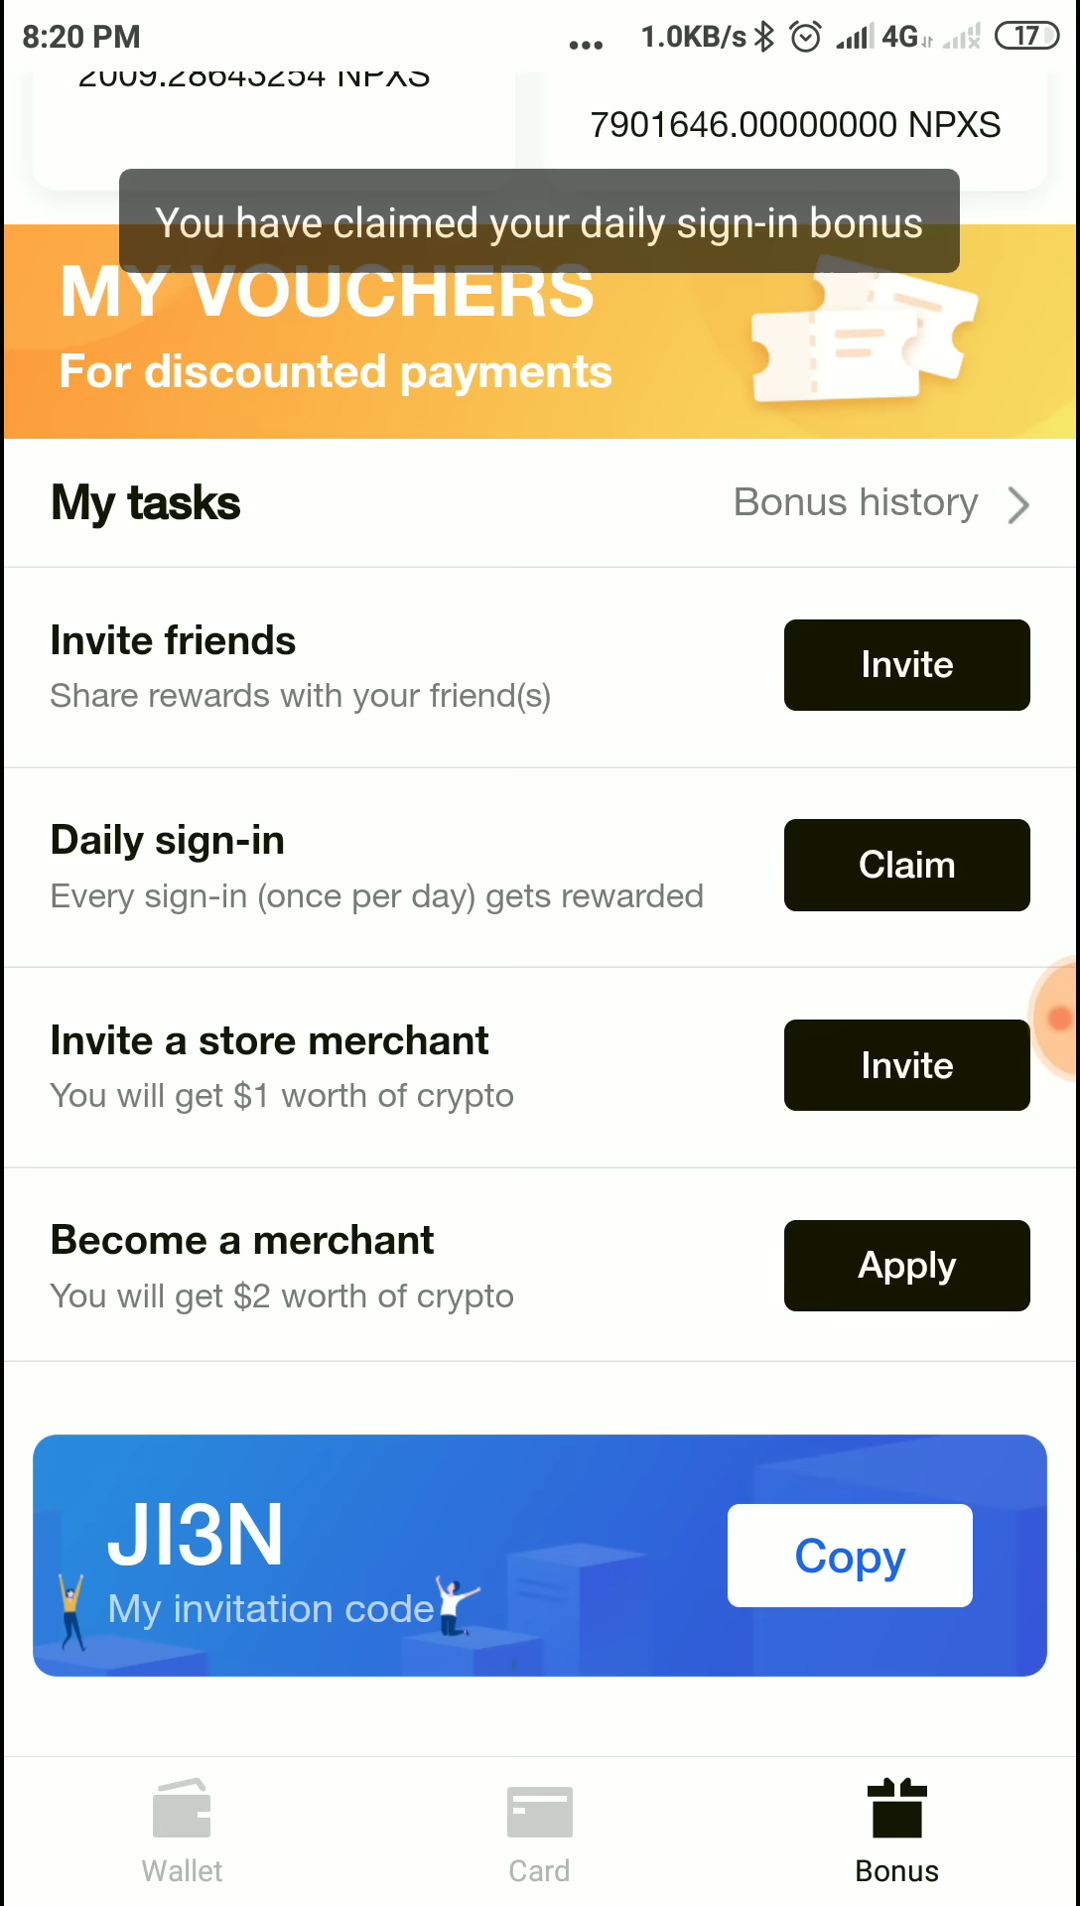 8:20 PM
... 1.0KB/s 4G 17
2009.28643254 NPXS
7901646.00000000 NPXS
You have claimed your daily sign-in bonus
MY VOUCHERS
For discounted payments
My tasks
Bonus history
Invite friends
Share rewards with your friend(s)
Invite
Daily sign-in
Every sign-in (once per day) gets rewarded
Claim
Invite a store merchant
You will get $1 worth of crypto
Invite
Become a merchant
You will get $2 worth of crypto
Apply
JI3N
My invitation code
Copy
Wallet
Card
Bonus